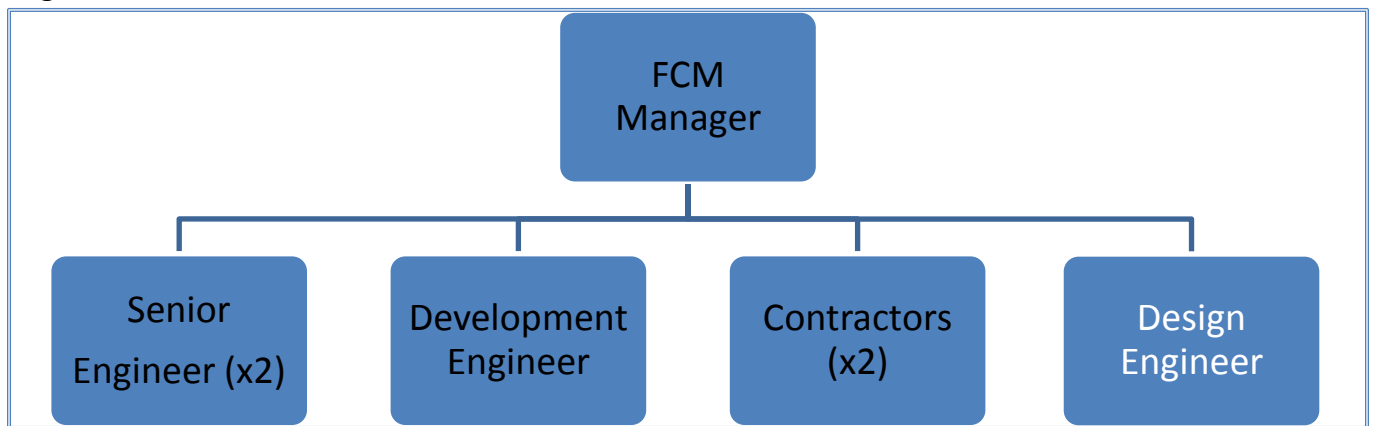 FCM
Manager
Senior
Engineer (x2)
Development
Engineer
Contractors
(x2)
Design
Engineer